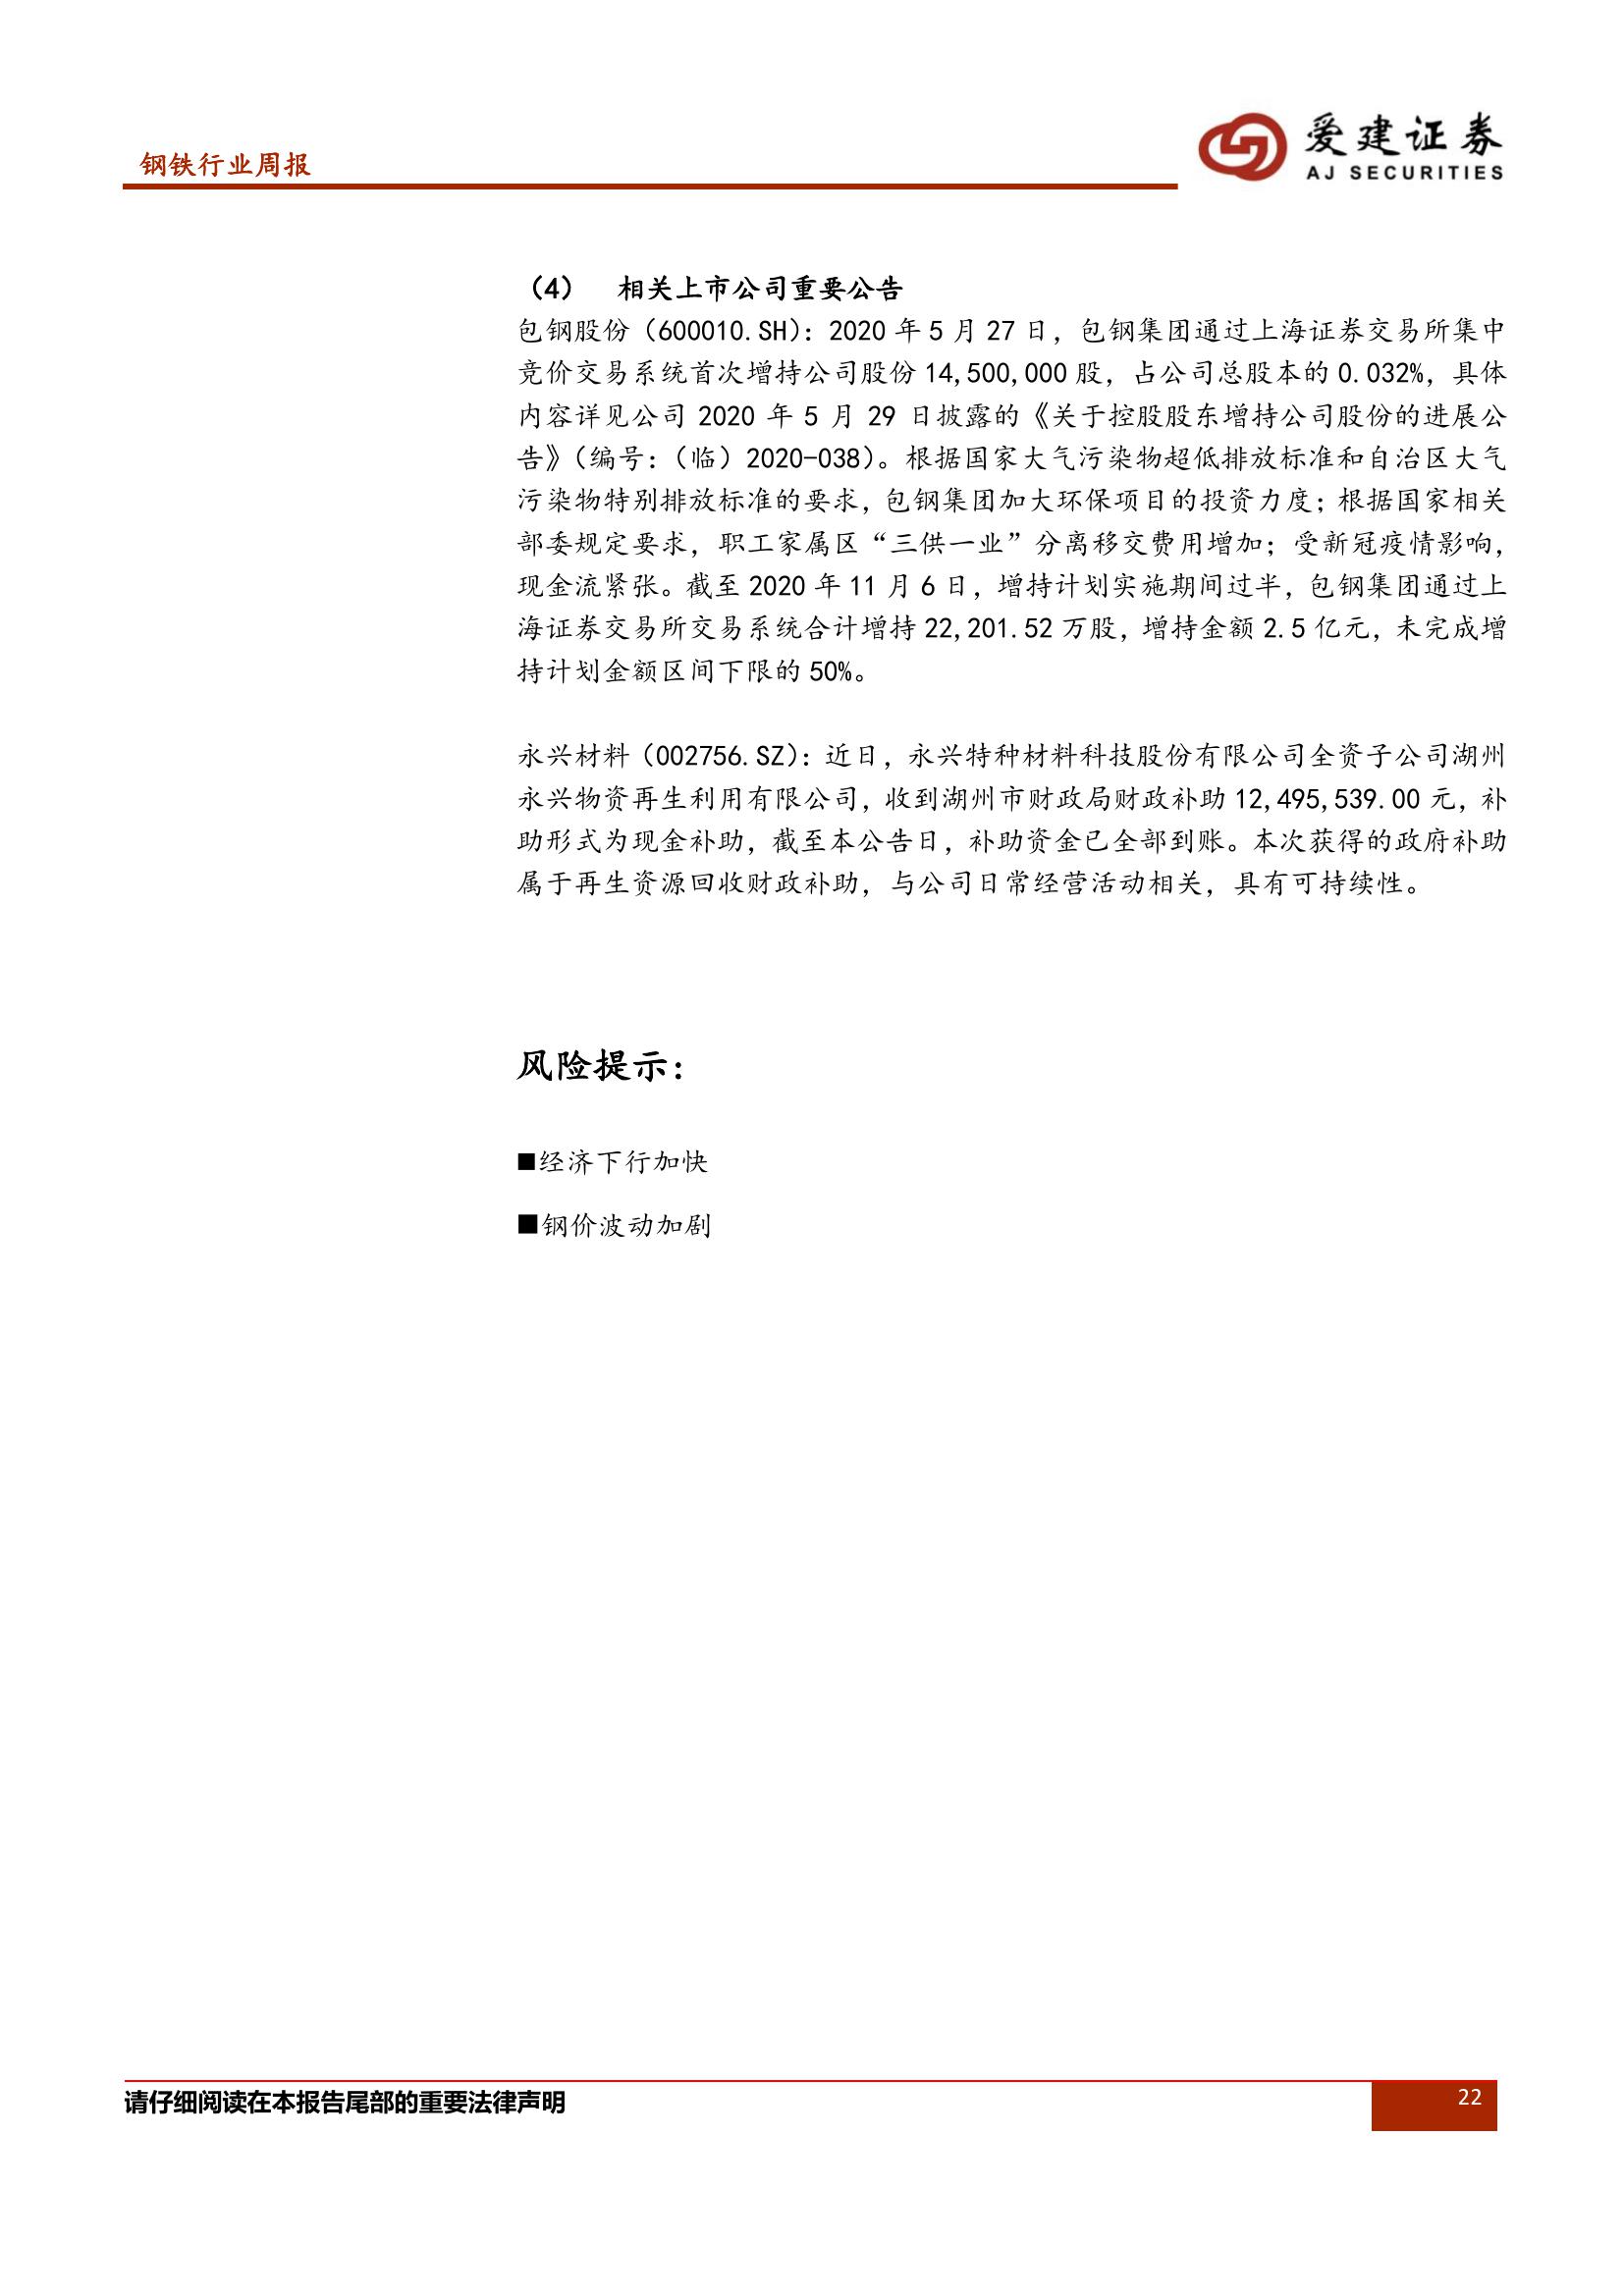 钢铁行业周报
爱建证券
AJ SECURITIES
（4） 相关上市公司重要公告
包钢股份（600010.SH）：2020 年 5 月 27 日，包钢集团通过上海证券交易所集中
竞价交易系统首次增持公司股份 14,500,000 股，占公司总股本的 0.032%，具体
内容详见公司 2020 年 5 月 29 日披露的《关于控股股东增持公司股份的进展公
告》（编号：（临）2020-038）。根据国家大气污染物超低排放标准和自治区大气
污染物特别排放标准的要求，包钢集团加大环保项目的投资力度；根据国家相关
部委规定要求，职工家属区“三供一业”分离移交费用增加；受新冠疫情影响，
现金流紧张。截至 2020 年 11 月 6 日，增持计划实施期间过半，包钢集团通过上
海证券交易所交易系统合计增持 22,201.52 万股，增持金额 2.5 亿元，未完成增
持计划金额区间下限的 50%。
永兴材料（002756.SZ）：近日，永兴特种材料科技股份有限公司全资子公司湖州
永兴物资再生利用有限公司，收到湖州市财政局财政补助 12,495,539.00 元，补
助形式为现金补助，截至本公告日，补助资金已全部到账。本次获得的政府补助
属于再生资源回收财政补助，与公司日常经营活动相关，具有可持续性。
风险提示：
■经济下行加快
■钢价波动加剧
请仔细阅读在本报告尾部的重要法律声明
22